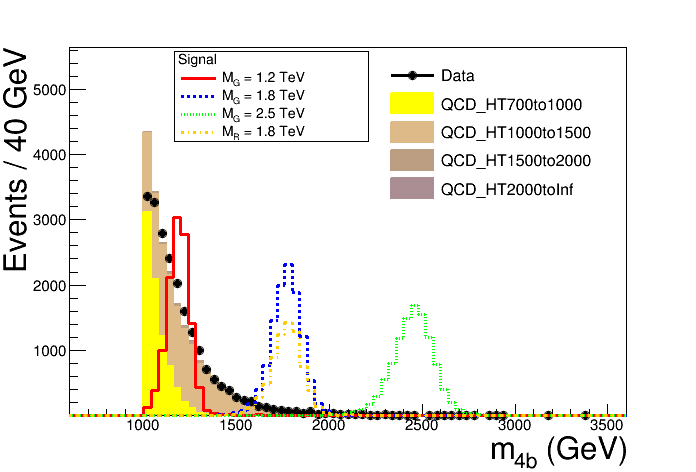 Events / 40 GeV
5000
4000
3000
2000
1000
Signal
M_G = 1.2 TeV
M_G = 1.8 TeV
M_G = 2.5 TeV
M_R = 1.8 TeV
Data
QCD_HT700to1000
QCD_HT1000to1500
QCD_HT1500to2000
QCD_HT2000toInf
1000 1500 2000 2500 3000 3500
m_4b (GeV)